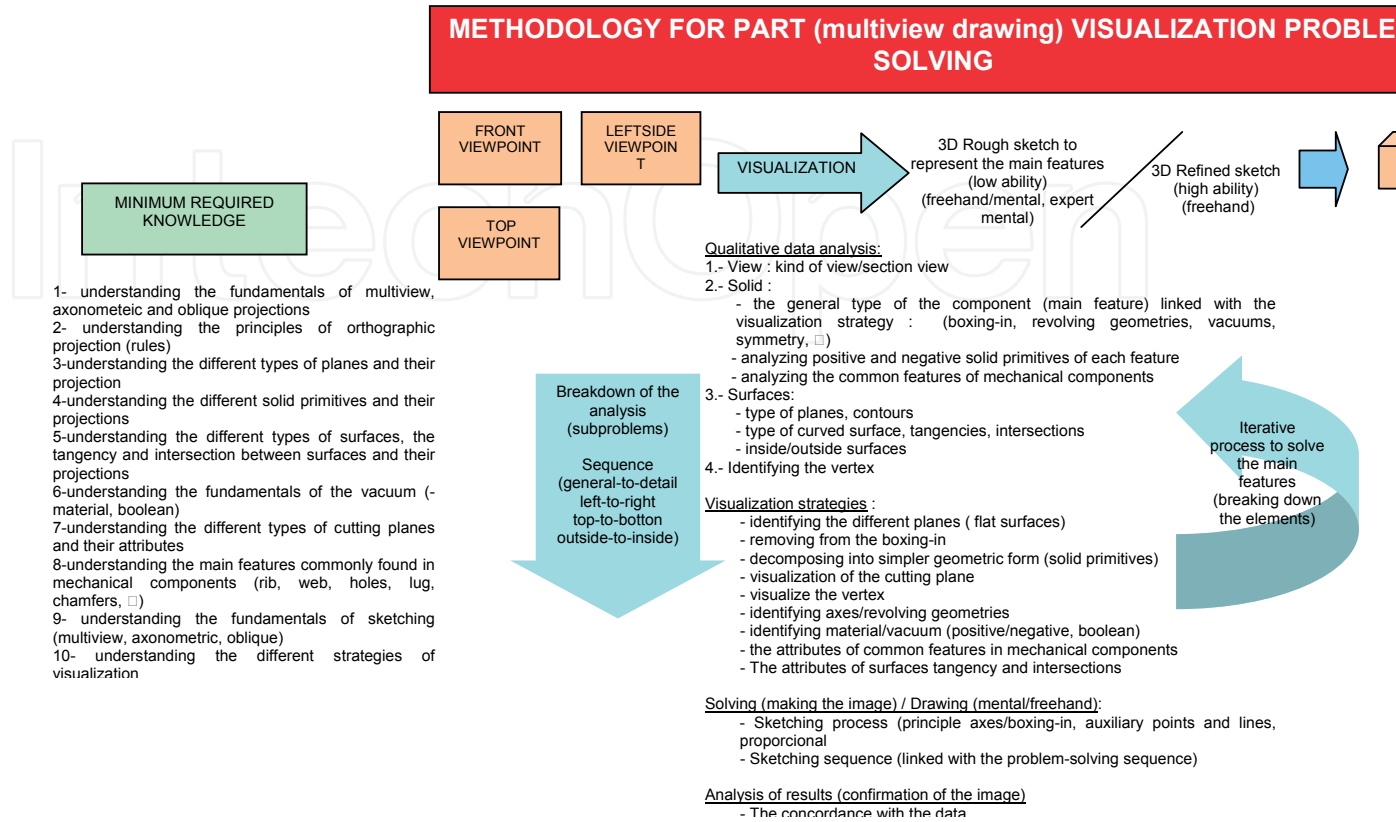 METHODOLOGY FOR PART (multiview drawing) VISUALIZATION PROBLE
SOLVING
FRONT
VIEWPOINT
LEFTSIDE
VIEWPOIN
T
TOP
VIEWPOINT
VISUALIZATION
3D Rough sketch to
represent the main features
(low ability)
(freehand/mental, expert
mental)
3D Refined sketch
(high ability)
(freehand)
IntechOpen
MINIMUM REQUIRED
KNOWLEDGE
1- understanding the fundamentals of multiview,
axonometeic and oblique projections
2- understanding the principles of orthographic
projection (rules)
3-understanding the different types of planes and their
projection
4-understanding the different solid primitives and their
projections
5-understanding the different types of surfaces, the
tangency and intersection between surfaces and their
projections
6-understanding the fundamentals of the vacuum (-
material, boolean)
7-understanding the different types of cutting planes
and their attributes
8-understanding the main features commonly found in
mechanical components (rib, web, holes, lug,
chamfers, □)
9- understanding the fundamentals of sketching
(multiview, axonometric, oblique)
10- understanding the different strategies of
visualization
Breakdown of the
analysis
(subproblems)
Sequence
(general-to-detail
left-to-right
top-to-botton
outside-to-inside)
Qualitative data analysis:
1.- View : kind of view/section view
2.- Solid :
- the general type of the component (main feature) linked with the
visualization strategy : (boxing-in, revolving geometries, vacuums,
symmetry, □)
- analyzing positive and negative solid primitives of each feature
- analyzing the common features of mechanical components
3.- Surfaces:
- type of planes, contours
- type of curved surface, tangencies, intersections
- inside/outside surfaces
4.- Identifying the vertex
Visualization strategies :
- identifying the different planes ( flat surfaces)
- removing from the boxing-in
- decomposing into simpler geometric form (solid primitives)
- visualization of the cutting plane
- visualize the vertex
- identifying axes/revolving geometries
- identifying material/vacuum (positive/negative, boolean)
- the attributes of common features in mechanical components
- The attributes of surfaces tangency and intersections
Solving (making the image) / Drawing (mental/freehand):
- Sketching process (principle axes/boxing-in, auxiliary points and lines,
proporcional
- Sketching sequence (linked with the problem-solving sequence)
Analysis of results (confirmation of the image)
- The concordance with the data
Iterative
process to solve
the main
features
(breaking down
the elements)